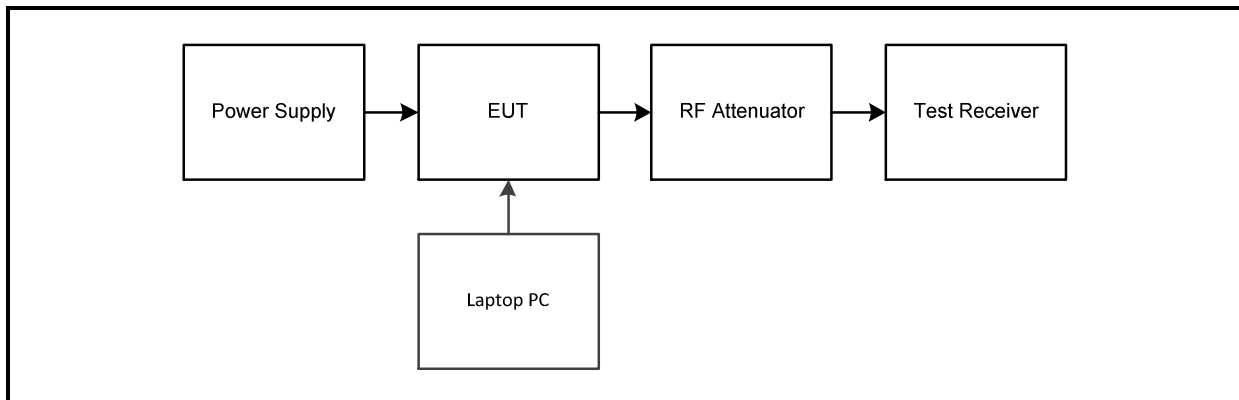 Power Supply
EUT
RF Attenuator
Test Receiver
Laptop PC